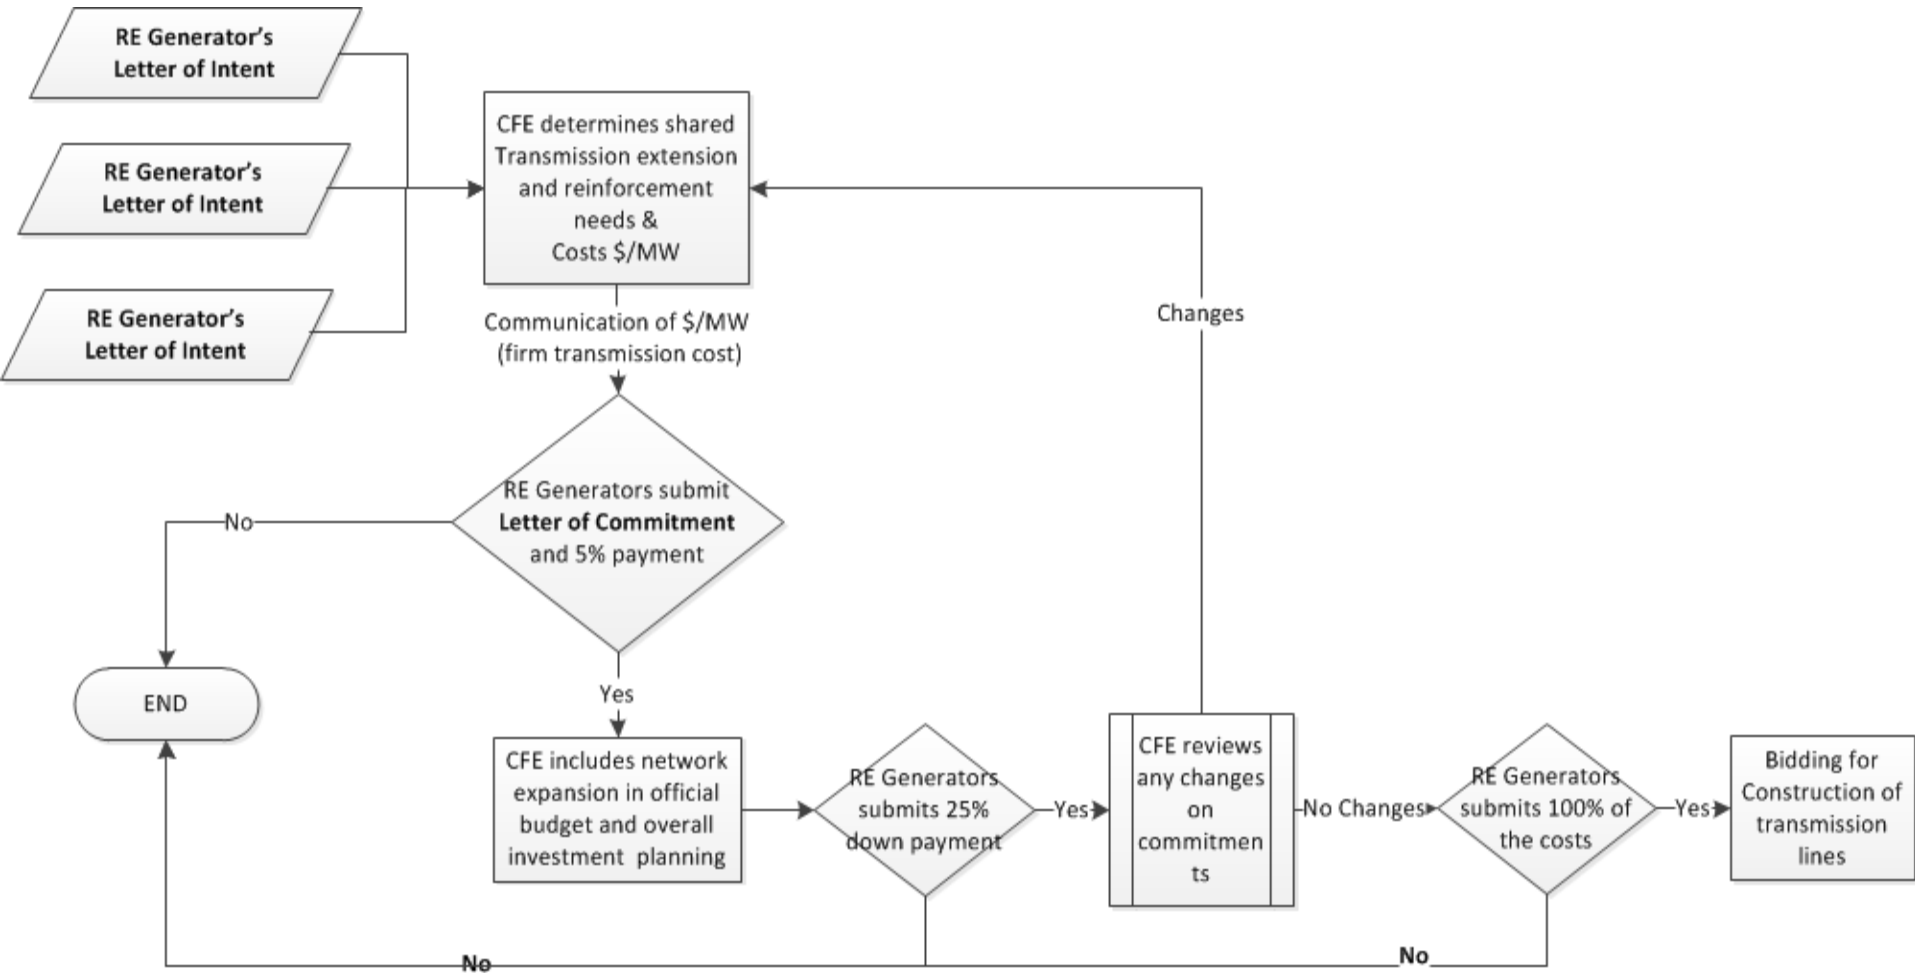 RE Generator's
Letter of Intent
RE Generator's
Letter of Intent
RE Generator's
Letter of Intent
CFE determines shared
Transmission extension
and reinforcement
needs &
Costs $/MW
Communication of $/MW
(firm transmission cost)
Changes
RE Generators submit
Letter of Commitment
and 5% payment
No
END
Yes
CFE includes network
expansion in official
budget and overall
investment planning
RE Generators
submits 25%
down payment
Yes
CFE reviews
any changes
on
commitmen
ts
No Changes
RE Generators
submits 100% of
the costs
Yes
Bidding for
Construction of
transmission
lines
No
No